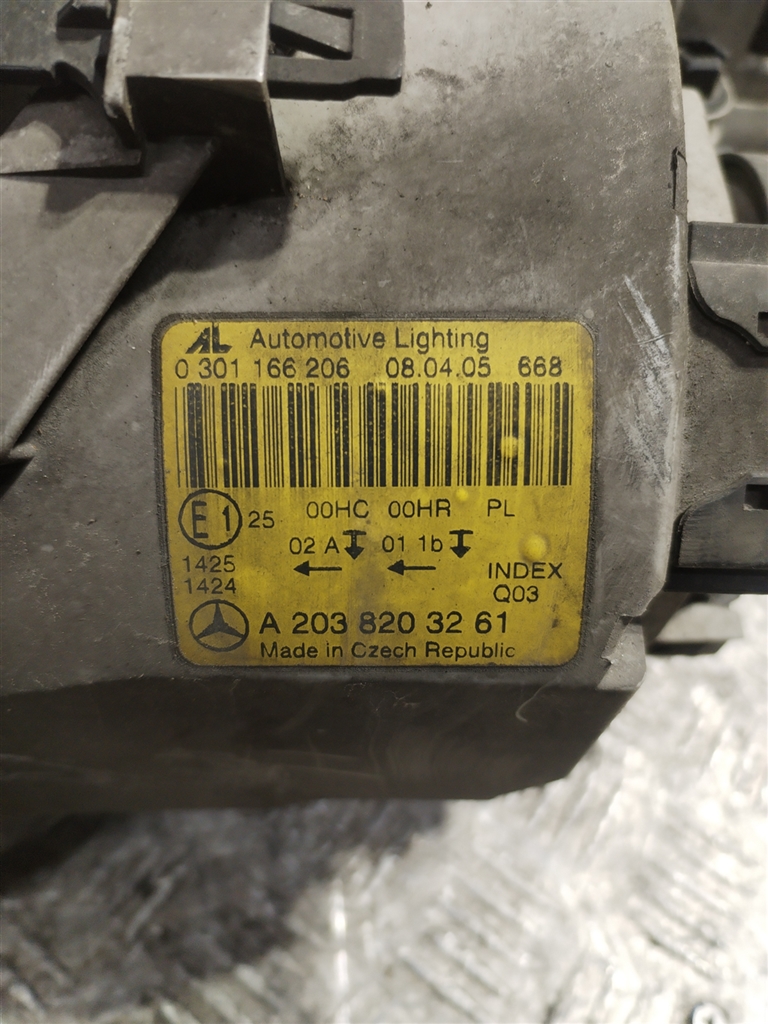 AL Automotive Lighting
0 301 166 206 08.04.05 668
E1 25 00HC 00HR PL
02 A 01 1b
1425
1424
INDEX
Q03
A 203 820 32 61
Made in Czech Republic